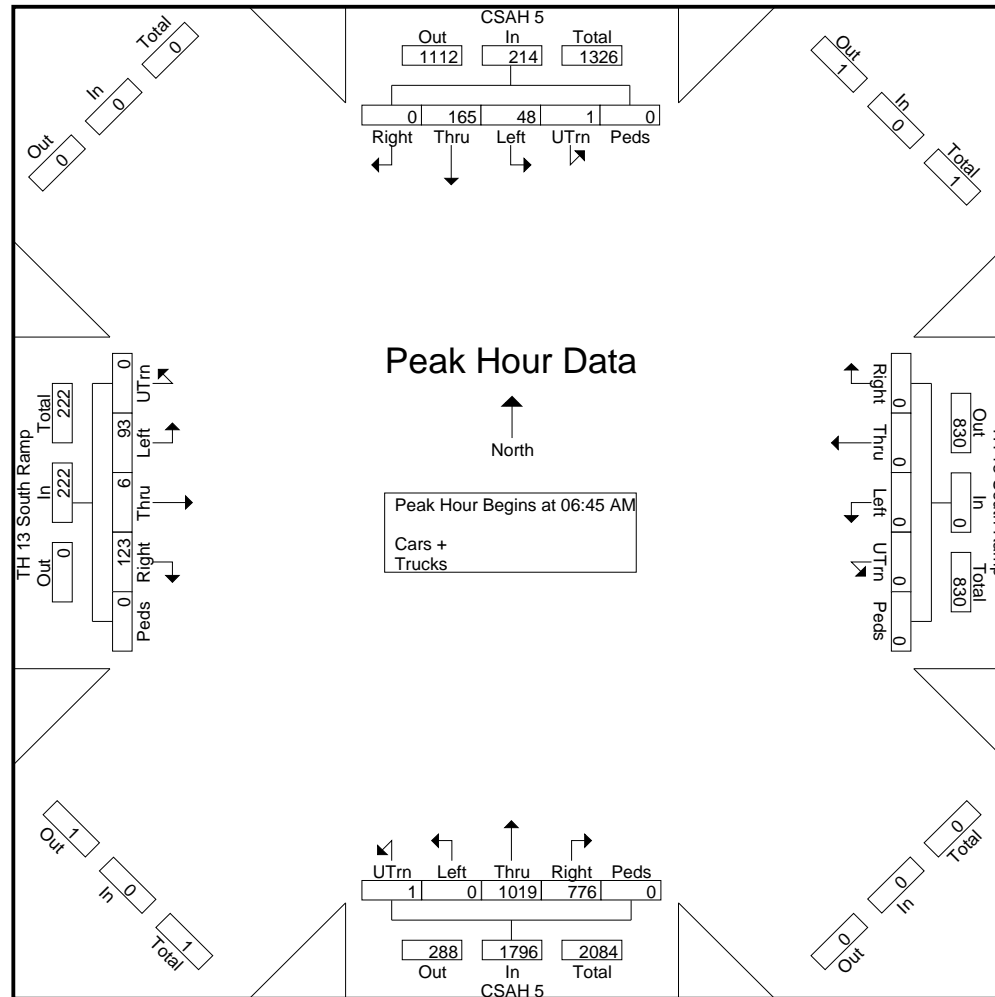 CSAH 5
Out In Total
1112 214 1326
0 165 48 1 0
Right Thru Left UTrn Peds
Total
0
In
0
Out
0
Out
1
In
0
Total
1
Peak Hour Data
North
Peak Hour Begins at 06:45 AM
Cars +
Trucks
TH 13 South Ramp
Out In Total
0 222 222
Peds Right Thru Left UTrn
0 123 6 93 0
Right Thru Left UTrn Peds
0 0 0 0 0
Out In Total
830 0 830
Out
1
In
0
Total
1
Total
0
In
0
Out
0
UTrn Left Thru Right Peds
1 0 1019 776 0
288 1796 2084
Out In Total
CSAH 5